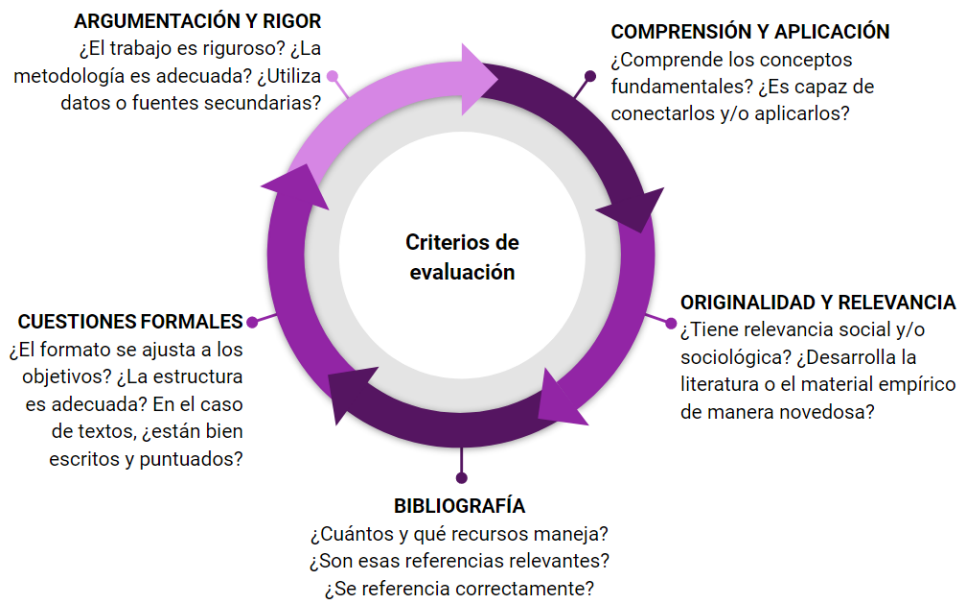 ARGUMENTACIÓN Y RIGOR
¿El trabajo es riguroso? ¿La
metodología es adecuada? ¿Utiliza
datos o fuentes secundarias?
COMPRENSIÓN Y APLICACIÓN
¿Comprende los conceptos
fundamentales? ¿Es capaz de
conectarlos y/o aplicarlos?
Criterios de
evaluación
ORIGINALIDAD Y RELEVANCIA
¿Tiene relevancia social y/o
sociológica? ¿Desarrolla la
literatura o el material empírico
de manera novedosa?
CUESTIONES FORMALES
¿El formato se ajusta a los
objetivos? ¿La estructura
es adecuada? En el caso
de textos, ¿están bien
escritos y puntuados?
BIBLIOGRAFÍA
¿Cuántos y qué recursos maneja?
¿Son esas referencias relevantes?
¿Se referencia correctamente?